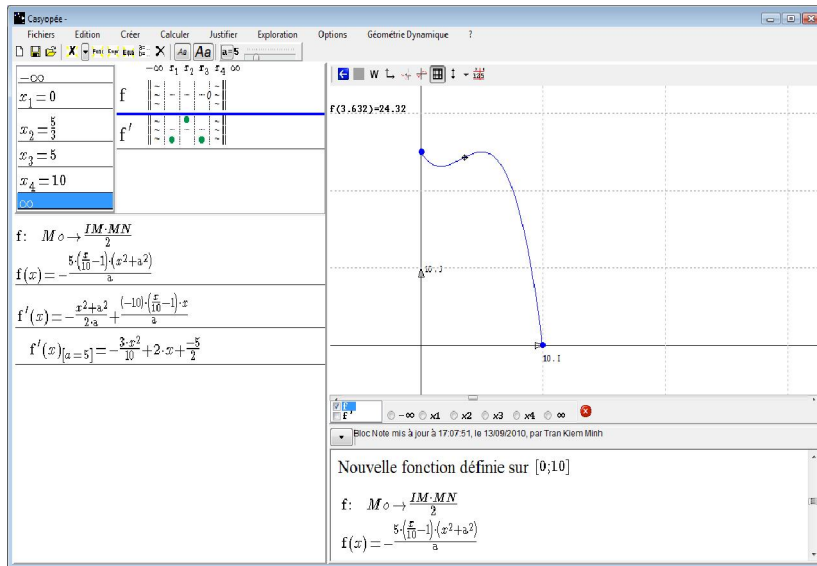 Casyopée -
Fichiers Edition Créer Calculer Justifier Exploration Options Géométrie Dynamique ?
X Aa Aa a=5
W
-∞
x1=0
x2=5/3
x3=5
x4=10
∞
-∞ x1 x2 x3 x4 ∞
f
f'
f: M→IM·MN/2
f(x)=-5·(x/10-1)·(x²+a²)/a
f'(x)=-x²+a²/2·a+(-10)·(x/10-1)·x/a
f'(x)[a=5]=-3·x²/10+2·x+-5/2
f(3.632)=24.32
10.J
10.I
f
f' -∞ x1 x2 x3 x4 ∞
Bloc Note mis à jour à 17:07:51, le 13/09/2010, par Tran Kiem Minh
Nouvelle fonction définie sur [0;10]
f: M→IM·MN/2
f(x)=-5·(x/10-1)·(x²+a²)/a